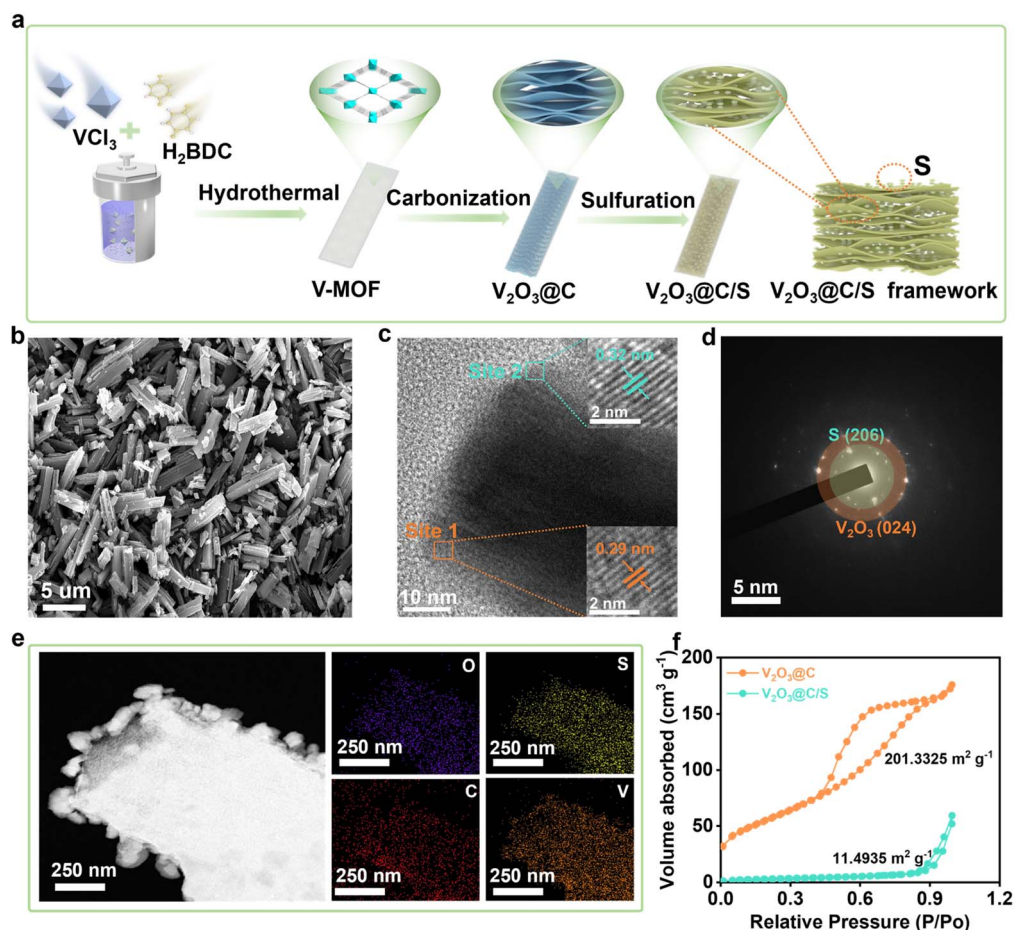 a
VCl₃
H₂BDC
Hydrothermal
Carbonization
Sulfuration
S
V-MOF
V₂O₃@C
V₂O₃@C/S
V₂O₃@C/S framework
b
5 um
c
Site 2
0.32 nm
2 nm
Site 1
0.29 nm
10 nm
2 nm
d
S (206)
V₂O₃ (024)
5 nm
e
250 nm
O
250 nm
S
250 nm
C
250 nm
V
250 nm
f
Volume absorbed (cm³ g⁻¹)
200
150
100
50
0
V₂O₃@C
V₂O₃@C/S
201.3325 m² g⁻¹
11.4935 m² g⁻¹
0.0 0.3 0.6 0.9 1.2
Relative Pressure (P/Po)